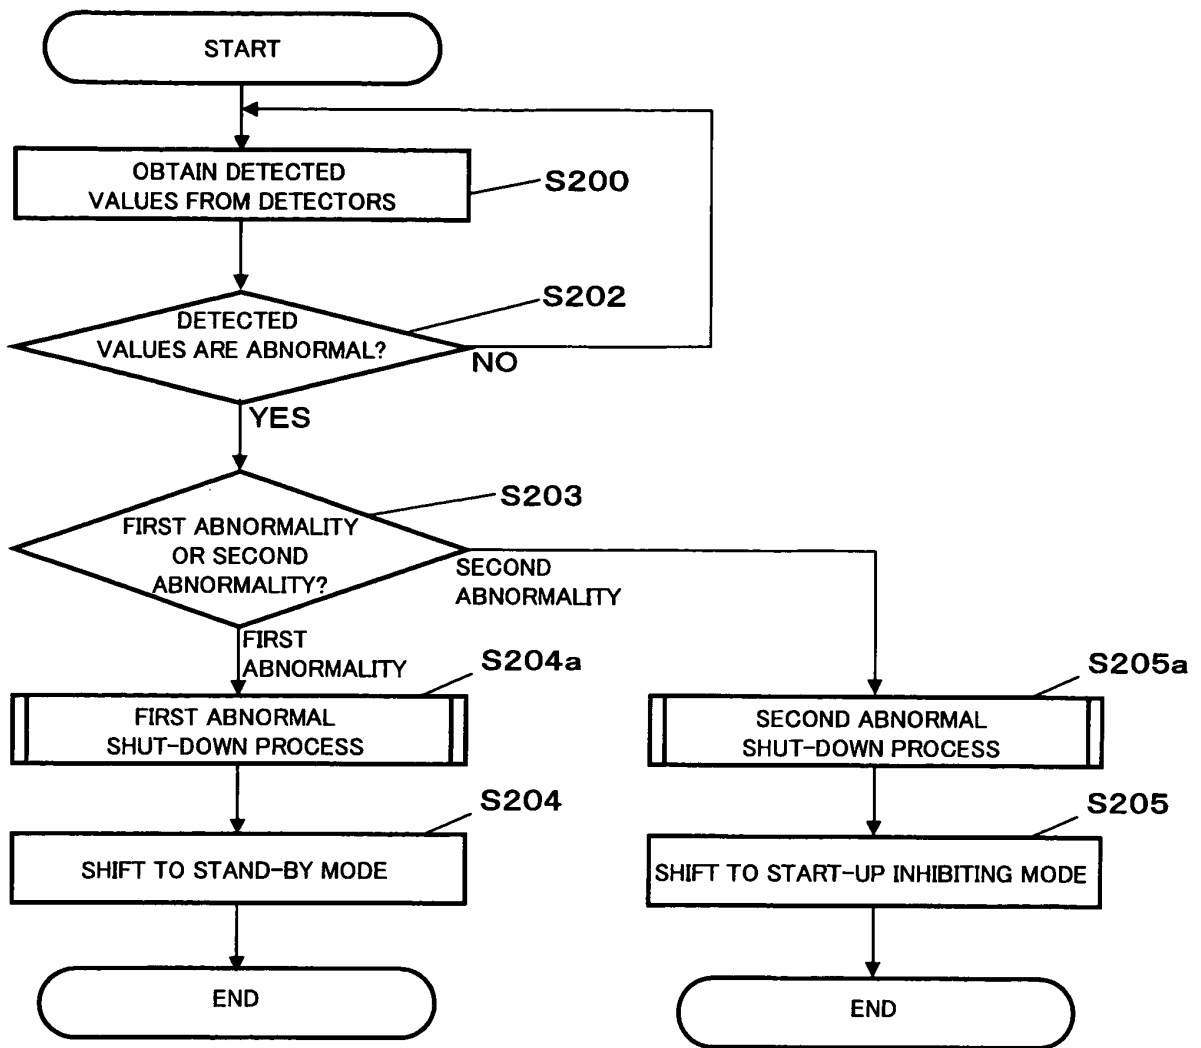 START
OBTAIN DETECTED
VALUES FROM DETECTORS
S200
S202
DETECTED
VALUES ARE ABNORMAL?
NO
YES
S203
FIRST ABNORMALITY
OR SECOND
ABNORMALITY?
SECOND
ABNORMALITY
FIRST
ABNORMALITY
S204a
FIRST ABNORMAL
SHUT-DOWN PROCESS
S205a
SECOND ABNORMAL
SHUT-DOWN PROCESS
S204
SHIFT TO STAND-BY MODE
S205
SHIFT TO START-UP INHIBITING MODE
END
END